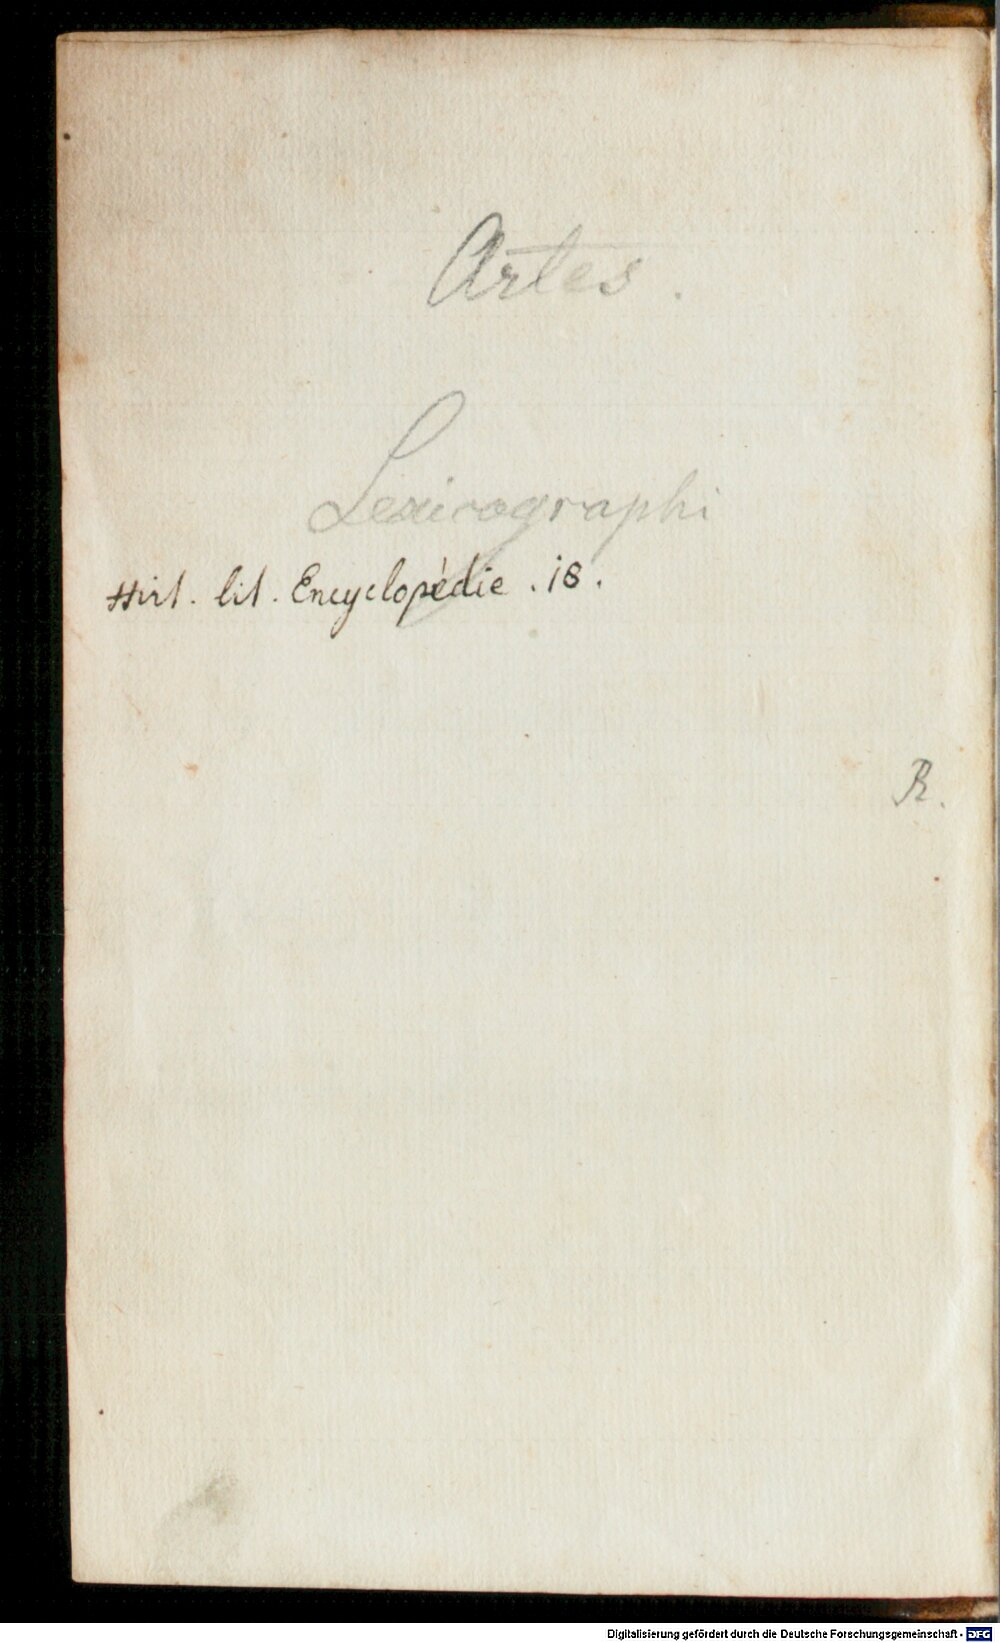 Artes.
Lexicographi
Hist. lit. Encyclopédie. 18.
R.
Digitalisierung gefördert durch die Deutsche Forschungsgemeinschaft - DFG